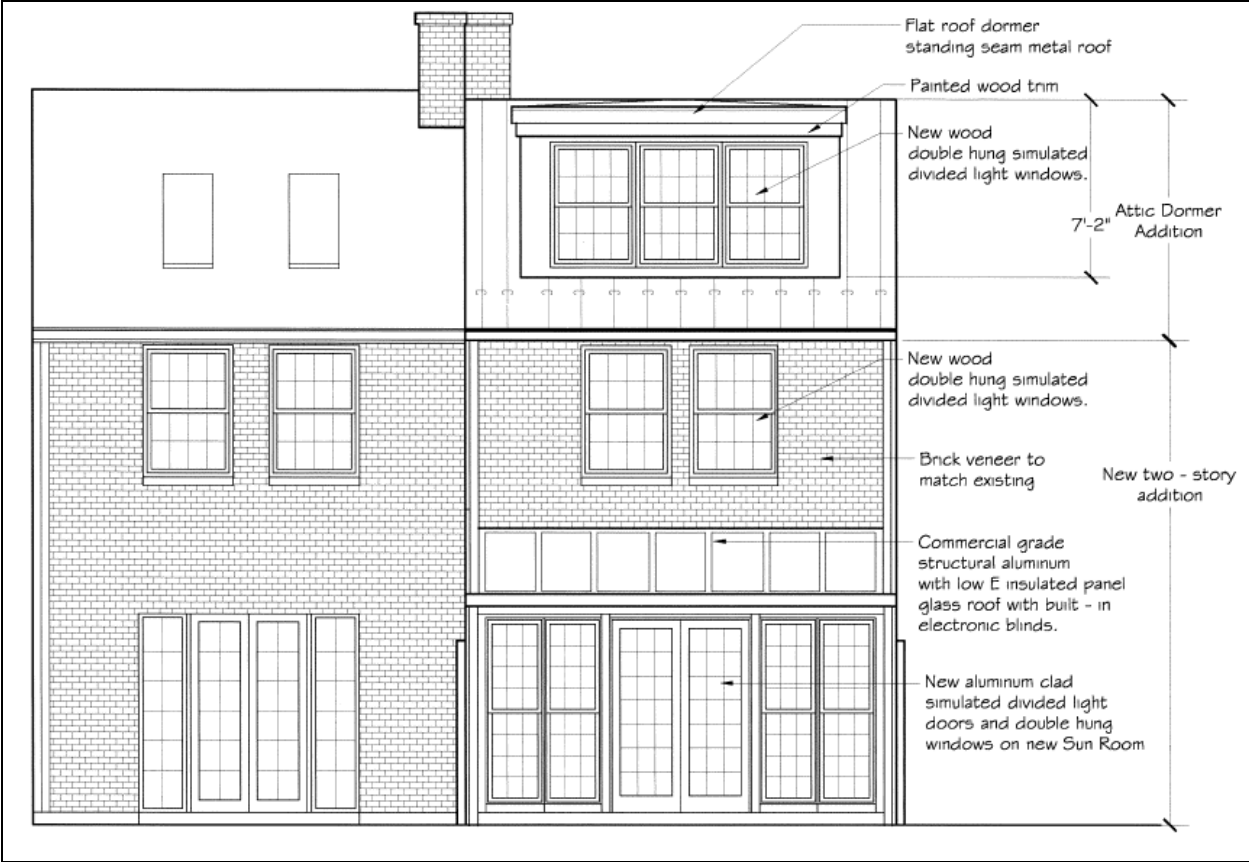 Flat roof dormer
standing seam metal roof
Painted wood trim
New wood
double hung simulated
divided light windows.
7'-2"
Attic Dormer
Addition
New wood
double hung simulated
divided light windows.
Brick veneer to
match existing
New two - story
addition
Commercial grade
structural aluminum
with low E insulated panel
glass roof with built - in
electronic blinds.
New aluminum clad
simulated divided light
doors and double hung
windows on new Sun Room